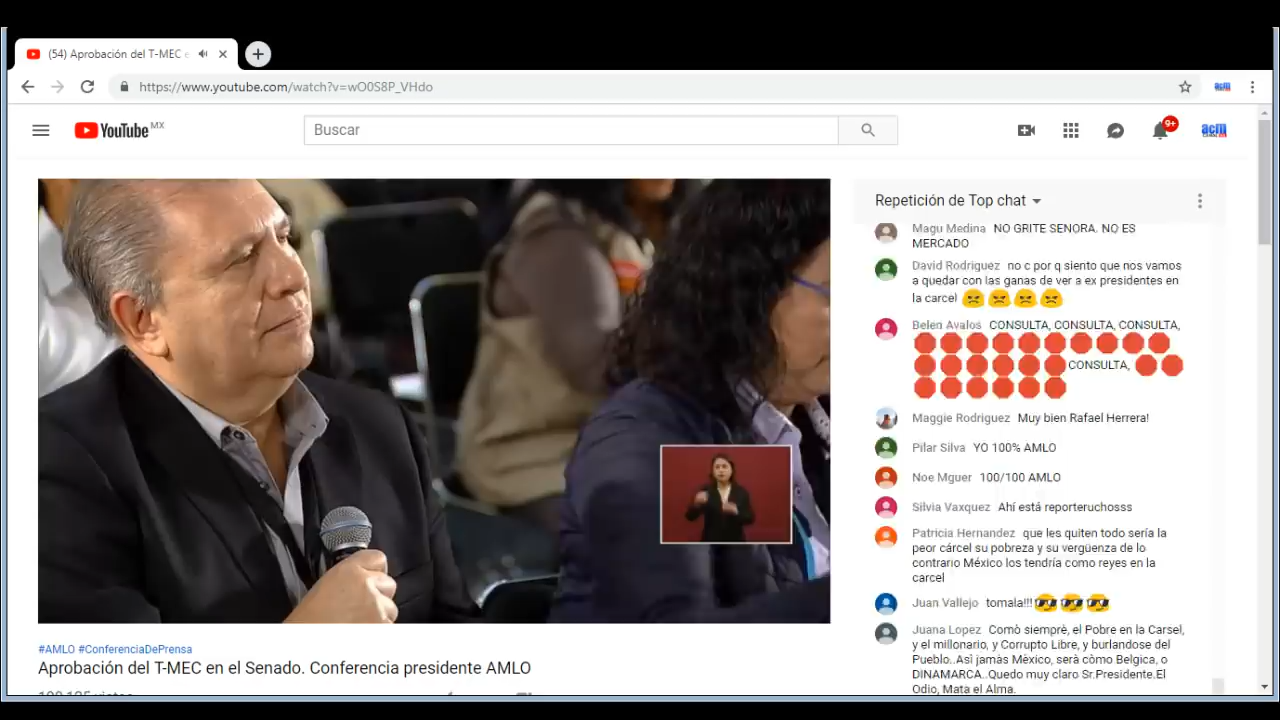 (54) Aprobación del T-MEC e
https://www.youtube.com/watch?v=wO0S8P_VHdo
YouTube MX
Buscar
9+
acm
Repetición de Top chat
Magu Medina NO GRITE SENORA. NO ES
MERCADO
David Rodriguez no c por q siento que nos vamos
a quedar con las ganas de ver a ex presidentes en
la carcel
Belen Avalos CONSULTA, CONSULTA, CONSULTA,
CONSULTA,
Maggie Rodriguez Muy bien Rafael Herrera!
Pilar Silva YO 100% AMLO
Noe Mguer 100/100 AMLO
Silvia Vaxquez Ahí está reporteruchosss
Patricia Hernandez que les quiten todo sería la
peor cárcel su pobreza y su vergüenza de lo
contrario México los tendría como reyes en la
carcel
Juan Vallejo tomala!!!
Juana Lopez Comò siemprè, el Pobre en la Carsel,
y el millonario, y Corrupto Libre, y burlandose del
Pueblo..Asì jamàs Mèxico, serà còmo Belgica, o
DINAMARCA..Quedo muy claro Sr.Presidente.El
Odio, Mata el Alma.
#AMLO #ConferenciaDePrensa
Aprobación del T-MEC en el Senado. Conferencia presidente AMLO